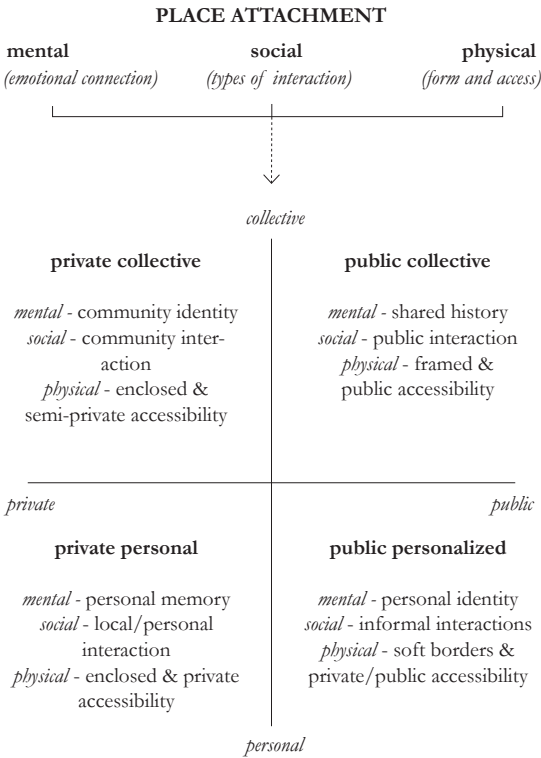 PLACE ATTACHMENT
mental
(emotional connection)
social
(types of interaction)
physical
(form and access)
collective
private collective
mental - community identity
social - community inter-
action
physical - enclosed &
semi-private accessibility
public collective
mental - shared history
social - public interaction
physical - framed &
public accessibility
private
public
private personal
mental - personal memory
social - local/personal
interaction
physical - enclosed & private
accessibility
public personalized
mental - personal identity
social - informal interactions
physical - soft borders &
private/public accessibility
personal